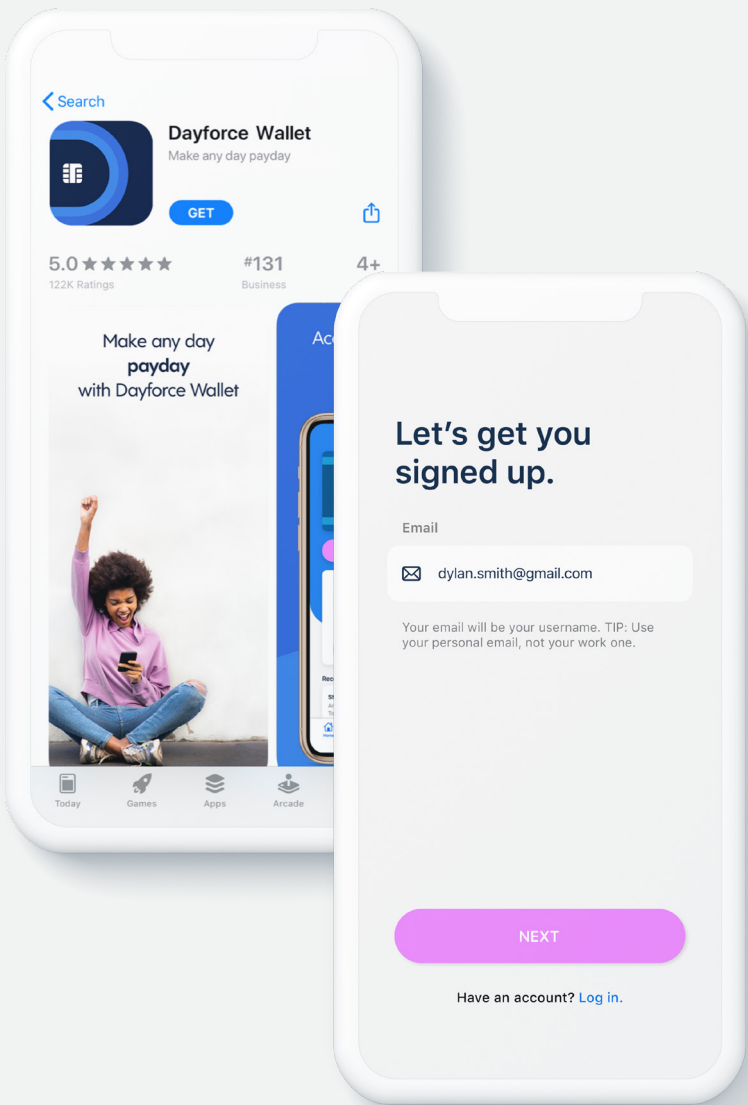 Search
Dayforce Wallet
Make any day payday
GET
5.0
122K Ratings
#131
Business
4+
Make any day
payday
with Dayforce Wallet
Today
Games
Apps
Arcade
Let's get you
signed up.
Email
dylan.smith@gmail.com
Your email will be your username. TIP: Use
your personal email, not your work one.
NEXT
Have an account? Log in.